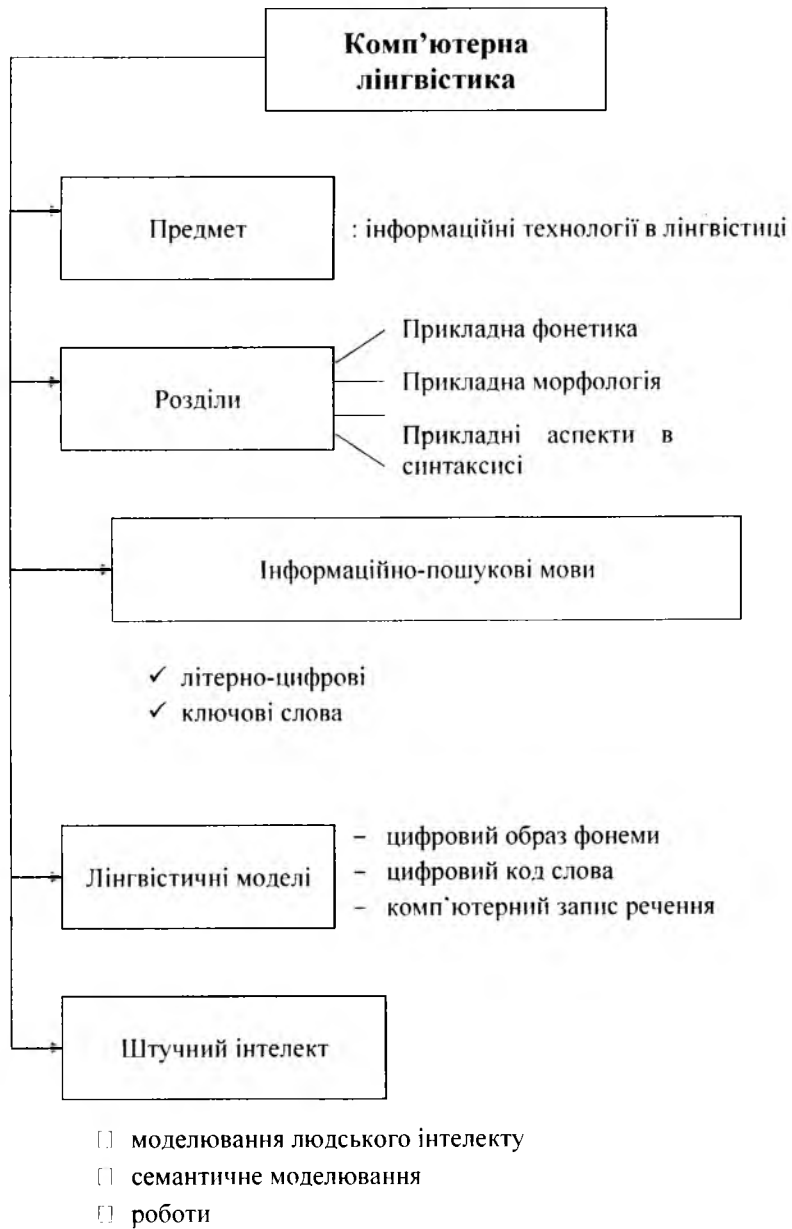 Комп’ютерна
лінгвістика
Предмет
: інформаційні технології в лінгвістиці
Розділи
Прикладна фонетика
Прикладна морфологія
Прикладні аспекти в
синтаксисі
Інформаційно-пошукові мови
✓ літерно-цифрові
✓ ключові слова
Лінгвістичні моделі
– цифровий образ фонеми
– цифровий код слова
– комп’ютерний запис речення
Штучний інтелект
моделювання людського інтелекту
семантичне моделювання
роботи